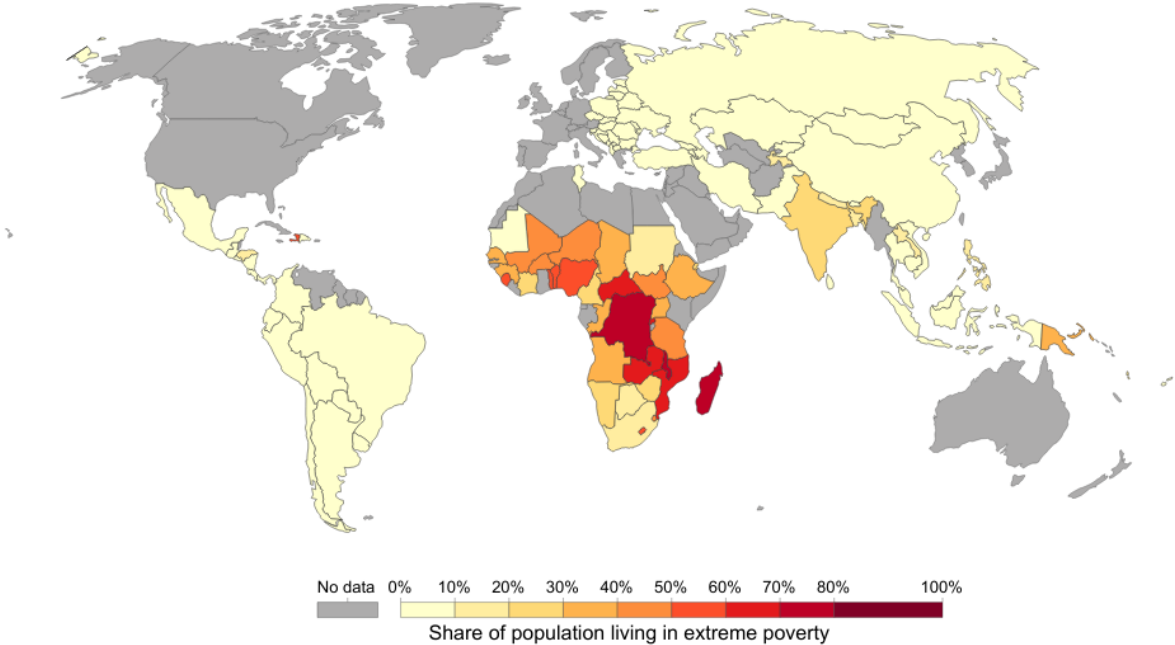 No data 0% 10% 20% 30% 40% 50% 60% 70% 80% 100%
Share of population living in extreme poverty